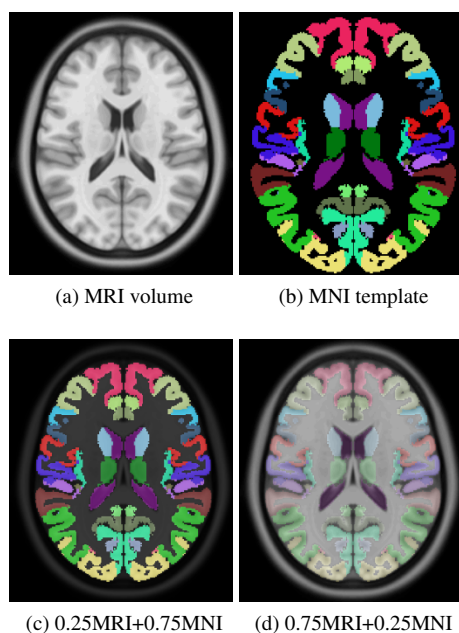 (a) MRI volume
(b) MNI template
(c) 0.25MRI+0.75MNI
(d) 0.75MRI+0.25MNI